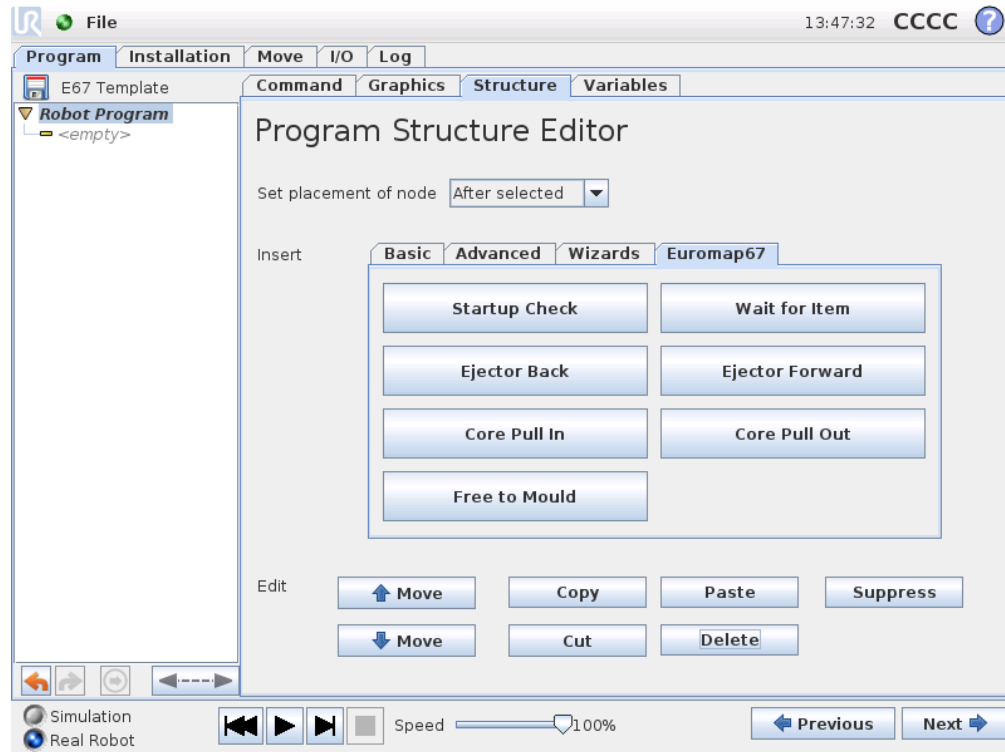 UR File 13:47:32 CCCC ?
Program Installation Move I/O Log
E67 Template
Command Graphics Structure Variables
Robot Program
<empty>
Program Structure Editor
Set placement of node After selected
Insert
Basic Advanced Wizards Euromap67
Startup Check Wait for Item
Ejector Back Ejector Forward
Core Pull In Core Pull Out
Free to Mould
Edit
Move Copy Paste Suppress
Move Cut Delete
Simulation
Real Robot
Speed 100%
Previous Next